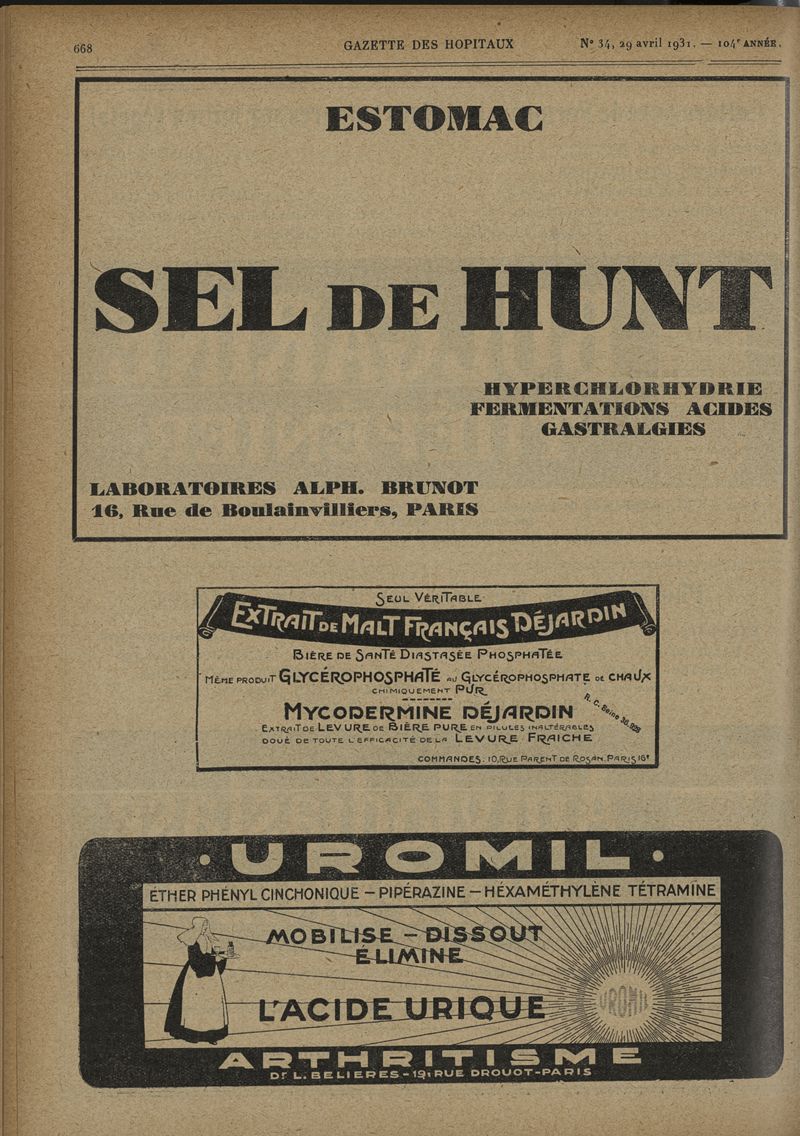 668 GAZETTE DES HOPITAUX N° 34, 29 avril 1931. — 104e ANNÉE.
ESTOMAC
SEL DE HUNT
HYPERCHLORHYDRIE
FERMENTATIONS ACIDES
GASTRALGIES
LABORATOIRES ALPH. BRUNOT
16, Rue de Boulainvilliers, PARIS
SEUL VÉRITABLE
EXTRAIT DE MALT FRANÇAIS DÉJARDIN
BIÈRE DE SANTÉ DIASTASÉE PHOSPHATÉE
MÊME PRODUIT GLYCÉROPHOSPHATÉ AU GLYCÉROPHOSPHATE DE CHAUX
CHIMIQUEMENT PUR
MYCODERMINE DÉJARDIN
R. C. Seine 36.929
EXTRAIT DE LEVURE DE BIÈRE PURE EN PILULES INALTÉRABLES
DOUÉ DE TOUTE L'EFFICACITÉ DE LA LEVURE FRAICHE
COMMANDES: 10, RUE PARENT DE ROSAN. PARIS 16e
· UROMIL ·
ÉTHER PHÉNYL CINCHONIQUE — PIPÉRAZINE — HÉXAMÉTHYLÈNE TÉTRAMINE
MOBILISE — DISSOUT
ÉLIMINE
L'ACIDE URIQUE
UROMIL
ARTHRITISME
Dr L. BELIERES - 19, RUE DROUOT - PARIS